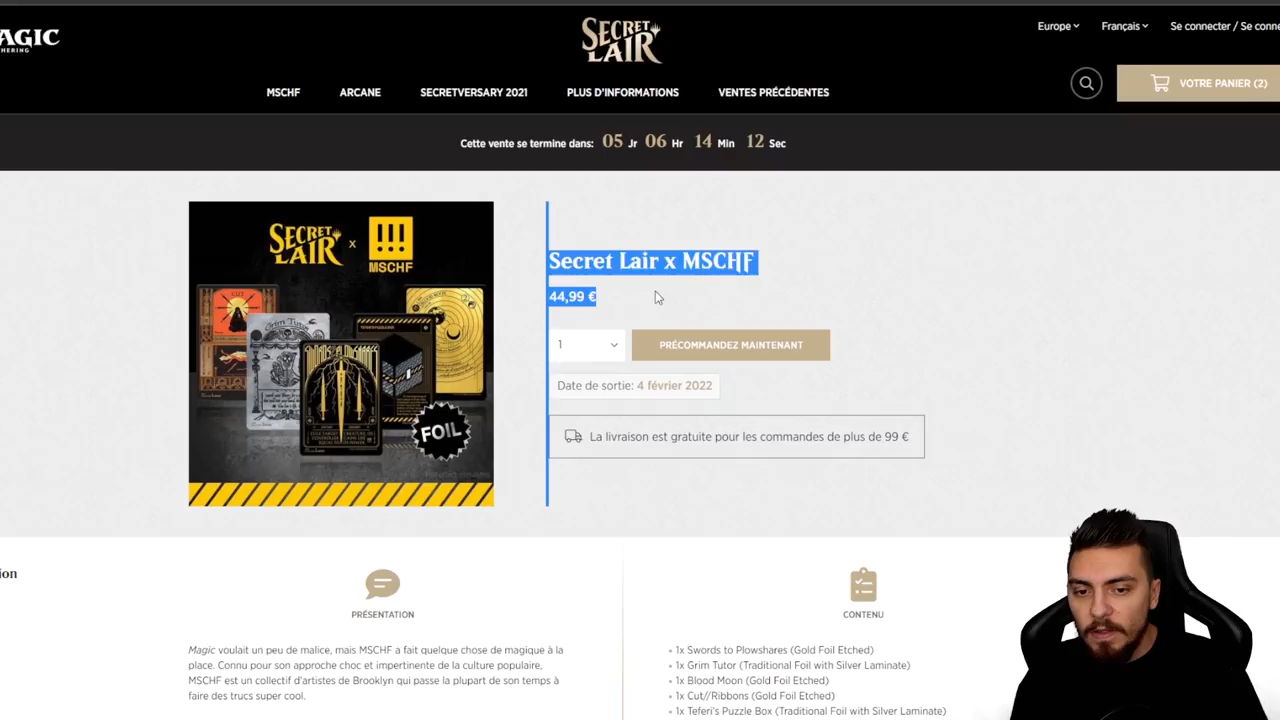 AGIC
HERING
SECRET
LAIR
Europe
Français
Se connecter / Se conne
MSCHF
ARCANE
SECRETVERSARY 2021
PLUS D'INFORMATIONS
VENTES PRÉCÉDENTES
VOTRE PANIER (2)
Cette vente se termine dans: 05 Jr 06 Hr 14 Min 12 Sec
SECRET LAIR x MSCHF
FOIL
Secret Lair x MSCHF
44,99 €
1
PRÉCOMMANDEZ MAINTENANT
Date de sortie: 4 février 2022
La livraison est gratuite pour les commandes de plus de 99 €
ion
PRÉSENTATION
Magic voulait un peu de malice, mais MSCHF a fait quelque chose de magique à la
place. Connu pour son approche choc et impertinente de la culture populaire,
MSCHF est un collectif d'artistes de Brooklyn qui passe la plupart de son temps à
faire des trucs super cool.
CONTENU
1x Swords to Plowshares (Gold Foil Etched)
1x Grim Tutor (Traditional Foil with Silver Laminate)
1x Blood Moon (Gold Foil Etched)
1x Cut//Ribbons (Gold Foil Etched)
1x Teferi's Puzzle Box (Traditional Foil with Silver Laminate)